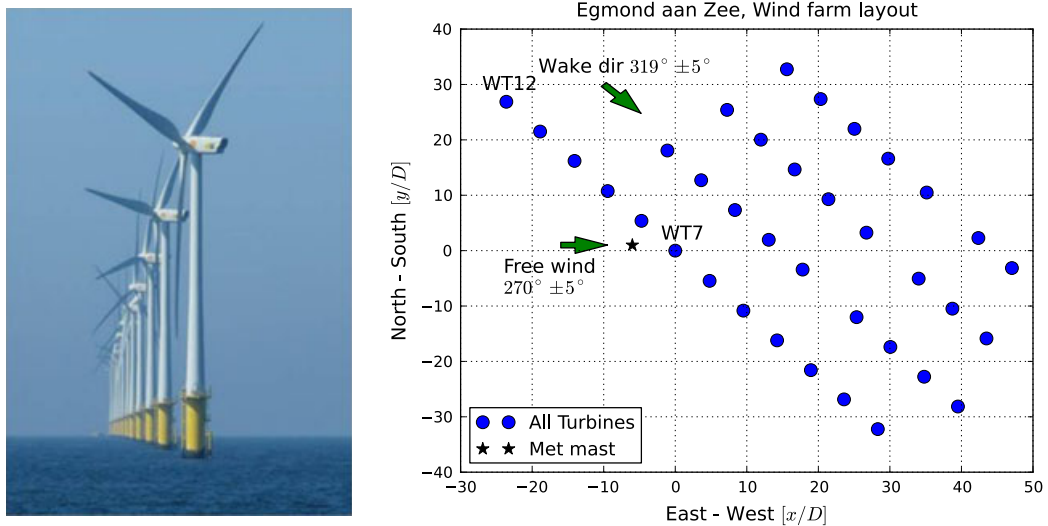 Egmond aan Zee, Wind farm layout
40
30
20
10
0
−10
−20
−30
−40
North - South [y/D]
Wake dir 319° ±5°
WT12
WT7
Free wind
270° ±5°
All Turbines
Met mast
−30 −20 −10 0 10 20 30 40 50
East - West [x/D]